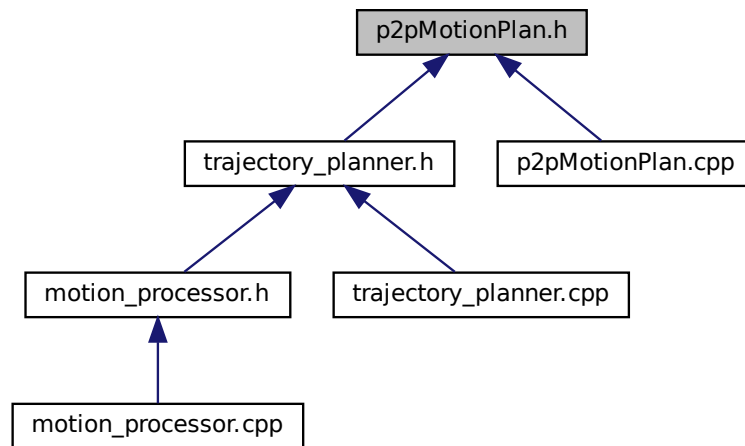 p2pMotionPlan.h
trajectory_planner.h
p2pMotionPlan.cpp
motion_processor.h
trajectory_planner.cpp
motion_processor.cpp